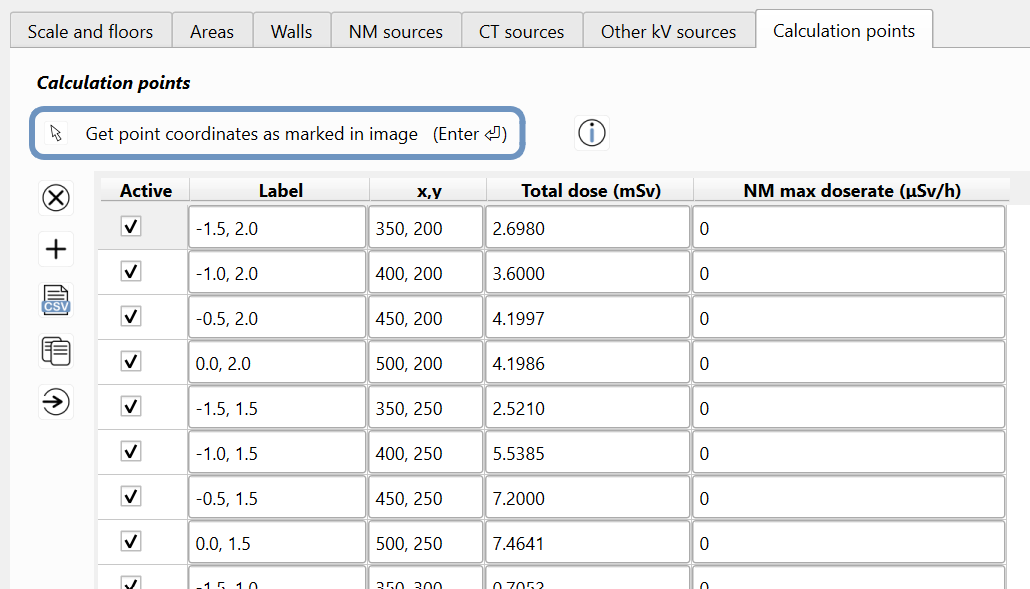 Scale and floors Areas Walls NM sources CT sources Other kV sources Calculation points
Calculation points
Get point coordinates as marked in image (Enter ⏎)
Active Label x,y Total dose (mSv) NM max doserate (μSv/h)
-1.5, 2.0 350, 200 2.6980 0
-1.0, 2.0 400, 200 3.6000 0
-0.5, 2.0 450, 200 4.1997 0
CSV
0.0, 2.0 500, 200 4.1986 0
-1.5, 1.5 350, 250 2.5210 0
-1.0, 1.5 400, 250 5.5385 0
-0.5, 1.5 450, 250 7.2000 0
0.0, 1.5 500, 250 7.4641 0
-1.5, 1.0 350, 300 0.7052 0